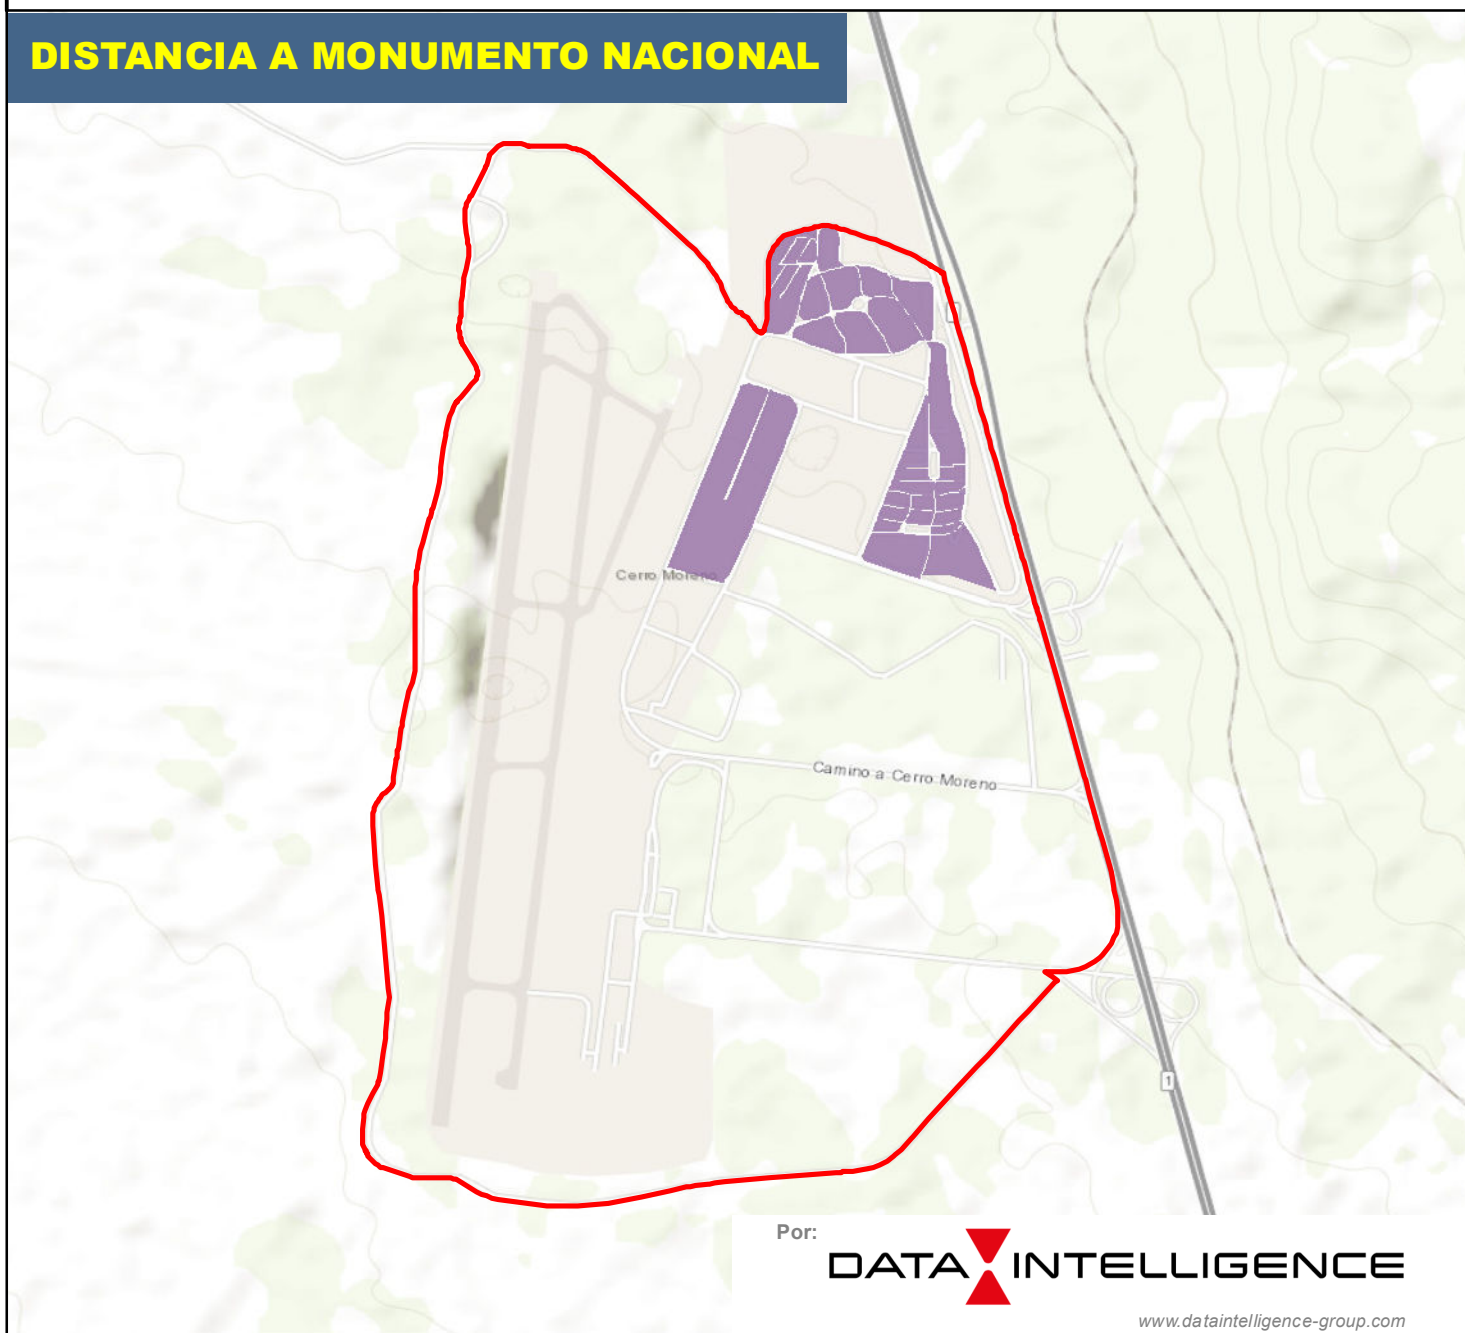 DISTANCIA A MONUMENTO NACIONAL
Cerro Moreno
Camino a Cerro Moreno
1
Por:
DATA INTELLIGENCE
www.dataintelligence-group.com